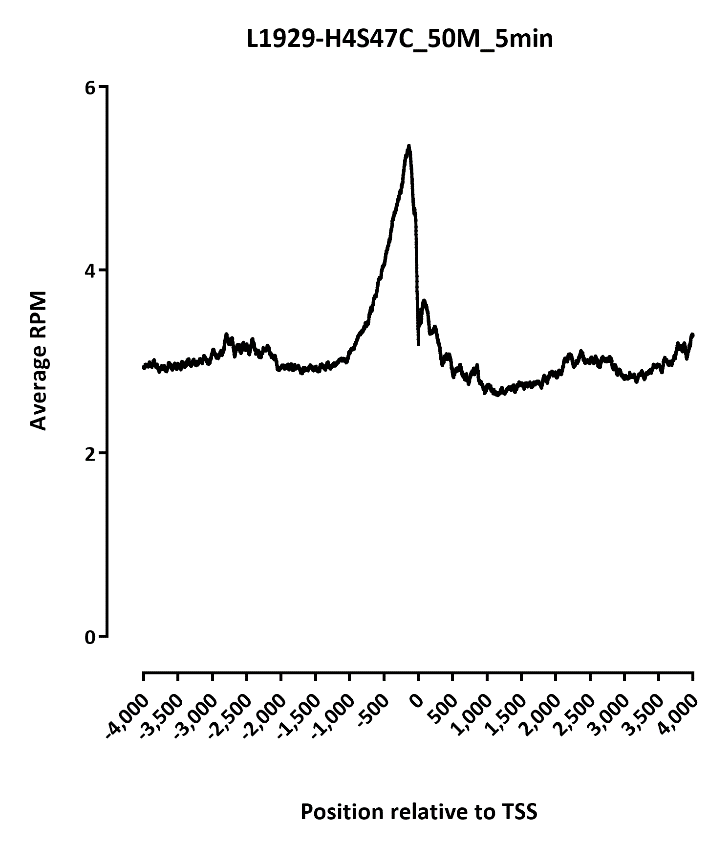 L1929-H4S47C_50M_5min
6
4
2
0
Average RPM
-4,000 -3,500 -3,000 -2,500 -2,000 -1,500 -1,000 -500 0 500 1,000 1,500 2,000 2,500 3,000 3,500 4,000
Position relative to TSS